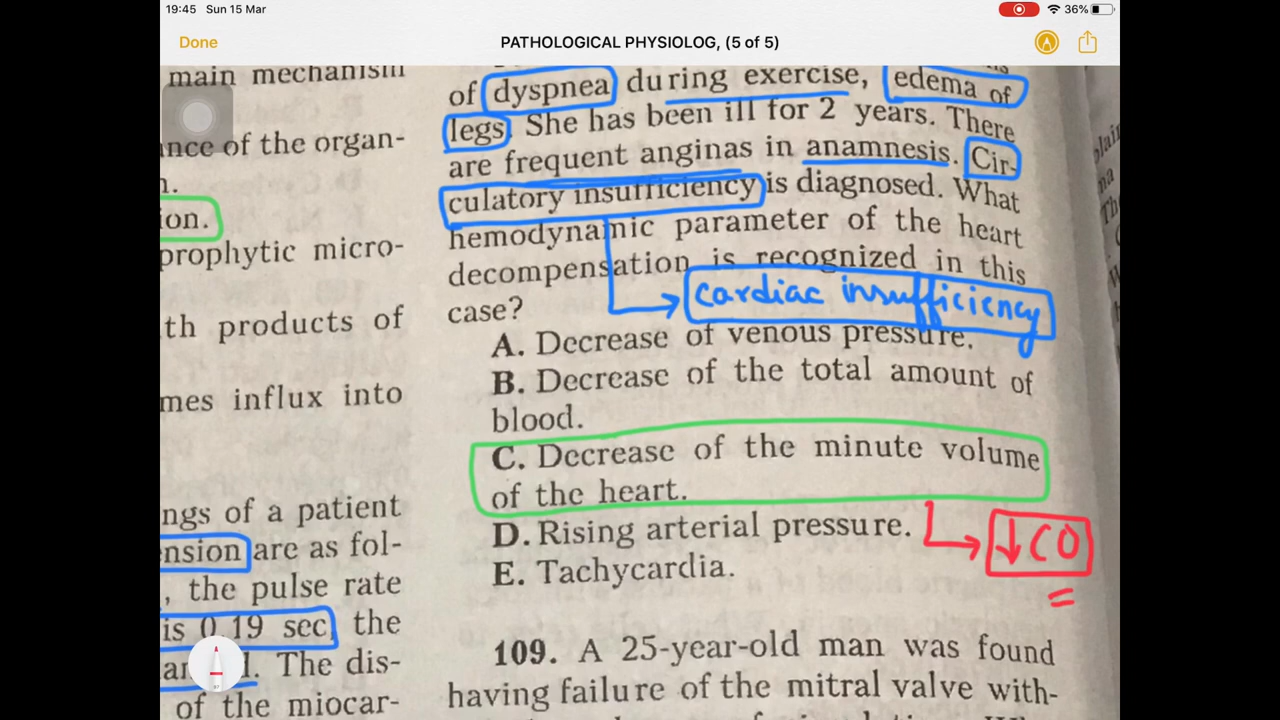 19:45 Sun 15 Mar
36%
Done
PATHOLOGICAL PHYSIOLOG, (5 of 5)
main mechanism
ance of the organ-
ion.
prophytic micro-
th products of
mes influx into
ngs of a patient
ension are as fol-
, the pulse rate
is 0,19 sec, the
. The dis-
of the miocar-
of dyspnea during exercise, edema of
legs. She has been ill for 2 years. There
are frequent anginas in anamnesis. Cir-
culatory insufficiency is diagnosed. What
hemodynamic parameter of the heart
decompensation is recognized in this
case?
cardiac insufficiency
A. Decrease of venous pressure.
B. Decrease of the total amount of
blood.
C. Decrease of the minute volume
of the heart.
D. Rising arterial pressure.
↓CO
E. Tachycardia.
109. A 25-year-old man was found
having failure of the mitral valve with-